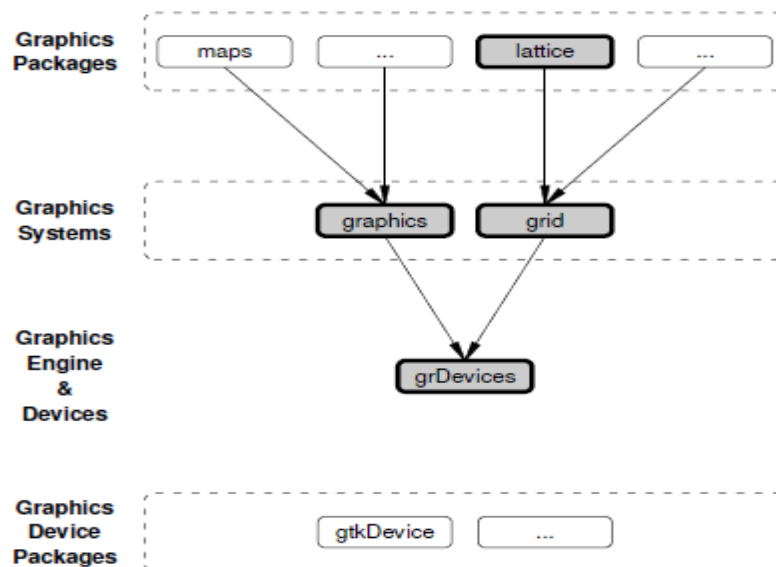 Graphics
Packages
maps
...
lattice
...
Graphics
Systems
graphics
grid
Graphics
Engine
&
Devices
grDevices
Graphics
Device
Packages
gtkDevice
...